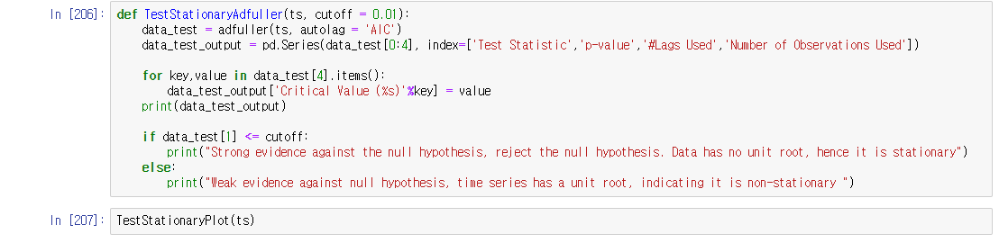 In [206]: def TestStationaryAdfuller(ts, cutoff = 0.01):
    data_test = adfuller(ts, autolag = 'AIC')
    data_test_output = pd.Series(data_test[0:4], index=['Test Statistic','p-value','#Lags Used','Number of Observations Used'])

    for key,value in data_test[4].items():
        data_test_output['Critical Value (%s)'%key] = value
    print(data_test_output)

    if data_test[1] <= cutoff:
        print("Strong evidence against the null hypothesis, reject the null hypothesis. Data has no unit root, hence it is stationary")
    else:
        print("Weak evidence against null hypothesis, time series has a unit root, indicating it is non-stationary ")

In [207]: TestStationaryPlot(ts)